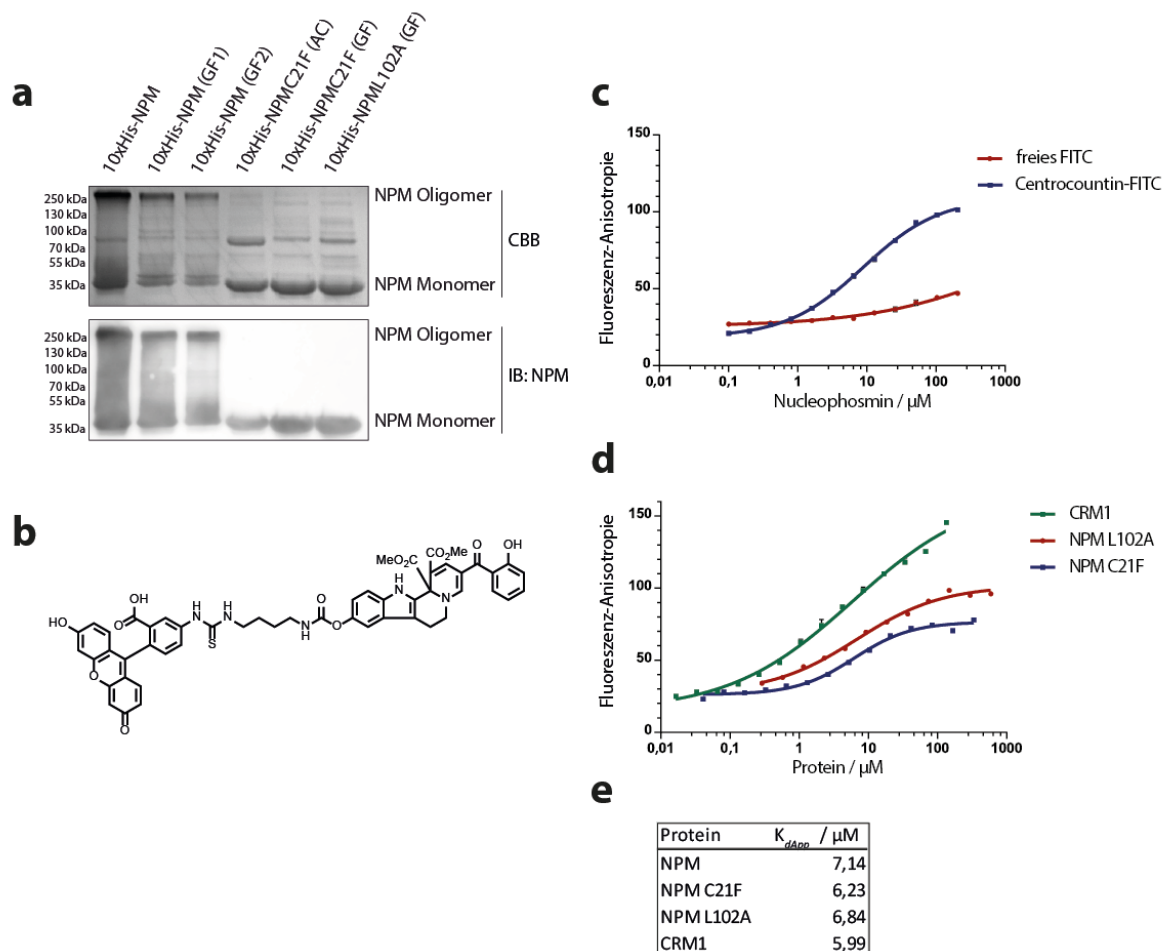 a
10xHis-NPM
10xHis-NPM (GF1)
10xHis-NPM (GF2)
10xHis-NPMC21F (AC)
10xHis-NPMC21F (GF)
10xHis-NPML102A (GF)
250 kDa
130 kDa
100 kDa
70 kDa
55 kDa
35 kDa
NPM Oligomer
NPM Monomer
CBB
250 kDa
130 kDa
100 kDa
70 kDa
55 kDa
35 kDa
NPM Oligomer
NPM Monomer
IB: NPM
b
MeO₂C
CO₂Me
O
OH
H
N
N
OH
O
H
N
H
N
S
N
H
O
O
HO
O
O
c
Fluoreszenz-Anisotropie
150
100
50
0
0,01 0,1 1 10 100 1000
Nucleophosmin / µM
freies FITC
Centrocountin-FITC
d
Fluoreszenz-Anisotropie
150
100
50
0
0,01 0,1 1 10 100 1000
Protein / µM
CRM1
NPM L102A
NPM C21F
e
Protein K dApp / µM
NPM 7,14
NPM C21F 6,23
NPM L102A 6,84
CRM1 5,99